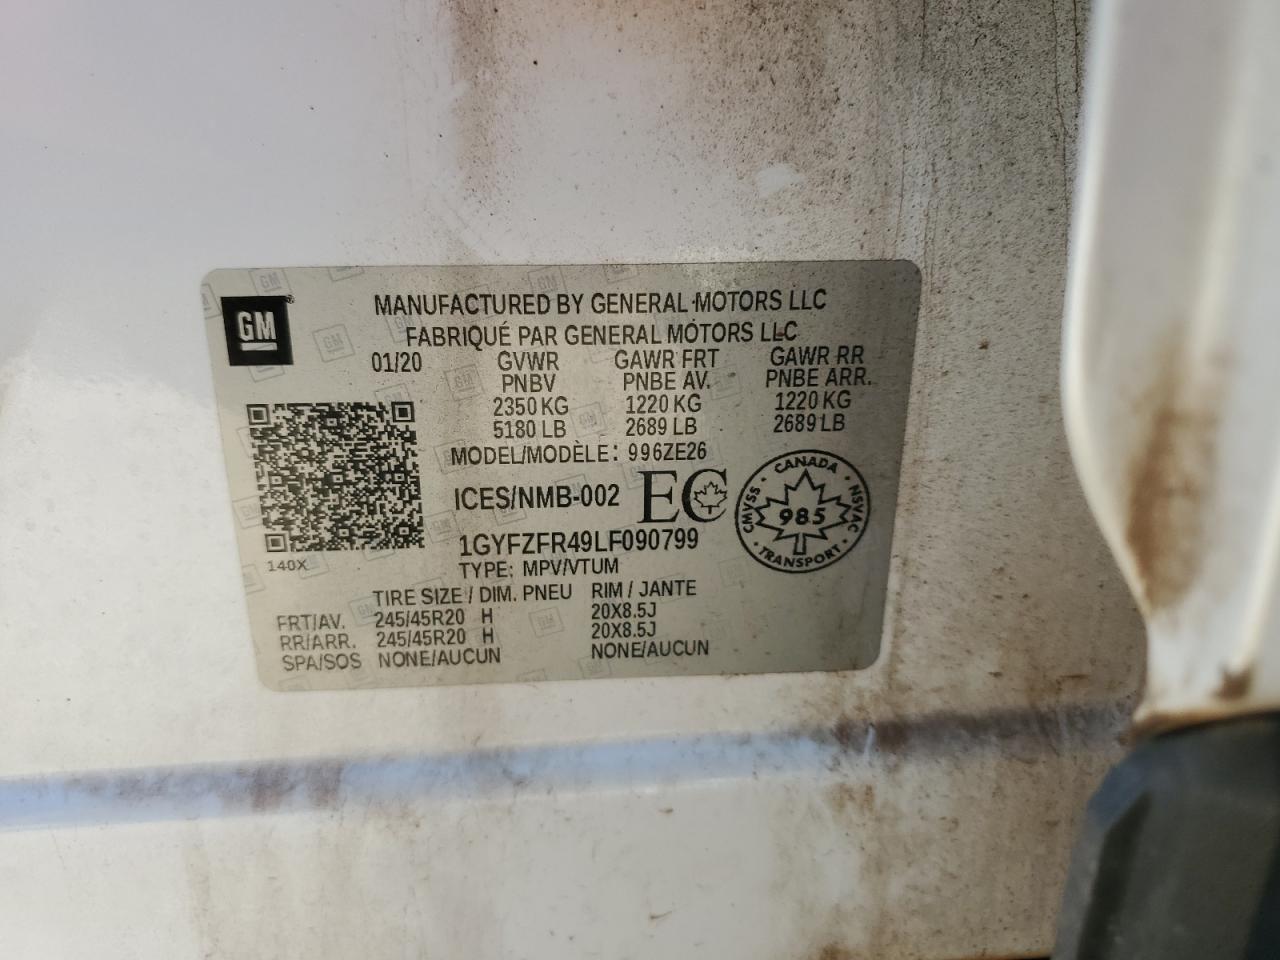 GM
MANUFACTURED BY GENERAL MOTORS LLC
FABRIQUÉ PAR GENERAL MOTORS LLC
01/20 GVWR GAWR FRT GAWR RR
PNBV PNBE AV. PNBE ARR.
2350 KG 1220 KG 1220 KG
5180 LB 2689 LB 2689 LB
MODEL/MODÈLE: 996ZE26
ICES/NMB-002 EC
CANADA
CMVSS 985 NSVAC
TRANSPORT
1GYFZFR49LF090799
140X
TYPE: MPV/VTUM
TIRE SIZE / DIM. PNEU RIM / JANTE
FRT/AV. 245/45R20 H 20X8.5J
RR/ARR. 245/45R20 H 20X8.5J
SPA/SOS NONE/AUCUN NONE/AUCUN